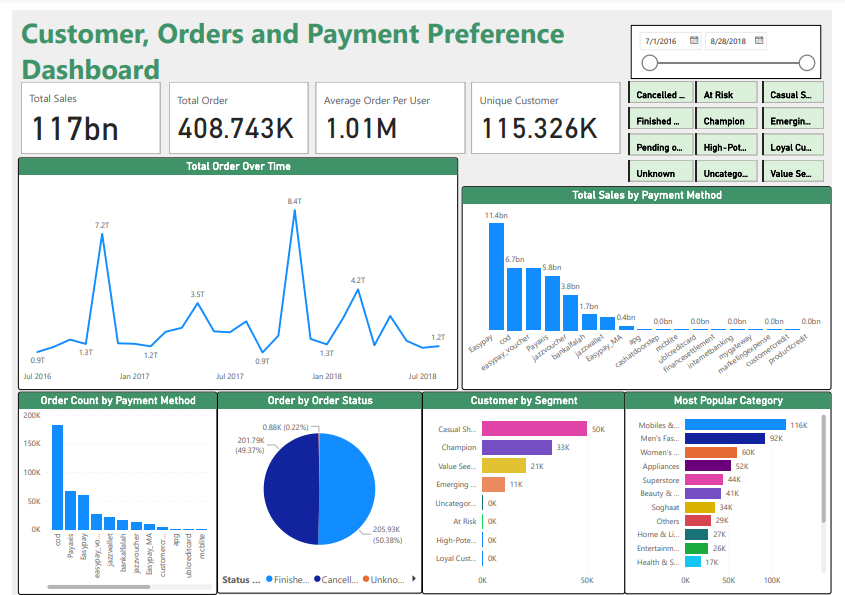 Customer, Orders and Payment Preference
Dashboard
7/1/2016 8/28/2018
Total Sales
117bn
Total Order
408.743K
Average Order Per User
1.01M
Unique Customer
115.326K
Cancelled ... At Risk Casual S...
Finished ... Champion Emergin...
Pending o... High-Pot... Loyal Cu...
Unknown Uncatego... Value Se...
Total Order Over Time
8.4T
7.2T
4.2T
3.5T
0.9T
1.3T
1.2T
0.9T
1.3T
1.2T
Jul 2016 Jan 2017 Jul 2017 Jan 2018 Jul 2018
Total Sales by Payment Method
11.4bn
6.7bn
5.8bn
3.8bn
1.7bn
0.4bn
0.0bn 0.0bn 0.0bn 0.0bn 0.0bn
Easypay
cod
easypay_voucher
Payaxis
jazzvoucher
bankalfalah
jazzwallet
Easypay_MA
apg
cashatdoorstep
mcblite
ublcreditcard
financesettlement
internetbanking
mygateway
marketingexpense
customercredit
productcredit
Order Count by Payment Method
200K
150K
100K
50K
0K
cod
Payaxis
Easypay
easypay_vo...
jazzwallet
bankalfalah
jazzvoucher
Easypay_MA
customercr...
apg
ublcreditcard
mcblite
Order by Order Status
0.88K (0.22%)
201.79K
(49.37%)
205.93K
(50.38%)
Status ... Finishe... Cancell... Unkno...
Customer by Segment
Casual Sh... 50K
Champion 33K
Value See... 21K
Emerging ... 11K
Uncategor... 0K
At Risk 0K
High-Pote... 0K
Loyal Cust... 0K
0K 50K
Most Popular Category
Mobiles &... 116K
Men's Fas... 92K
Women's ... 60K
Appliances 52K
Superstore 44K
Beauty & ... 41K
Soghaat 34K
Others 29K
Home & Li... 27K
Entertainm... 26K
Health & S... 17K
0K 50K 100K